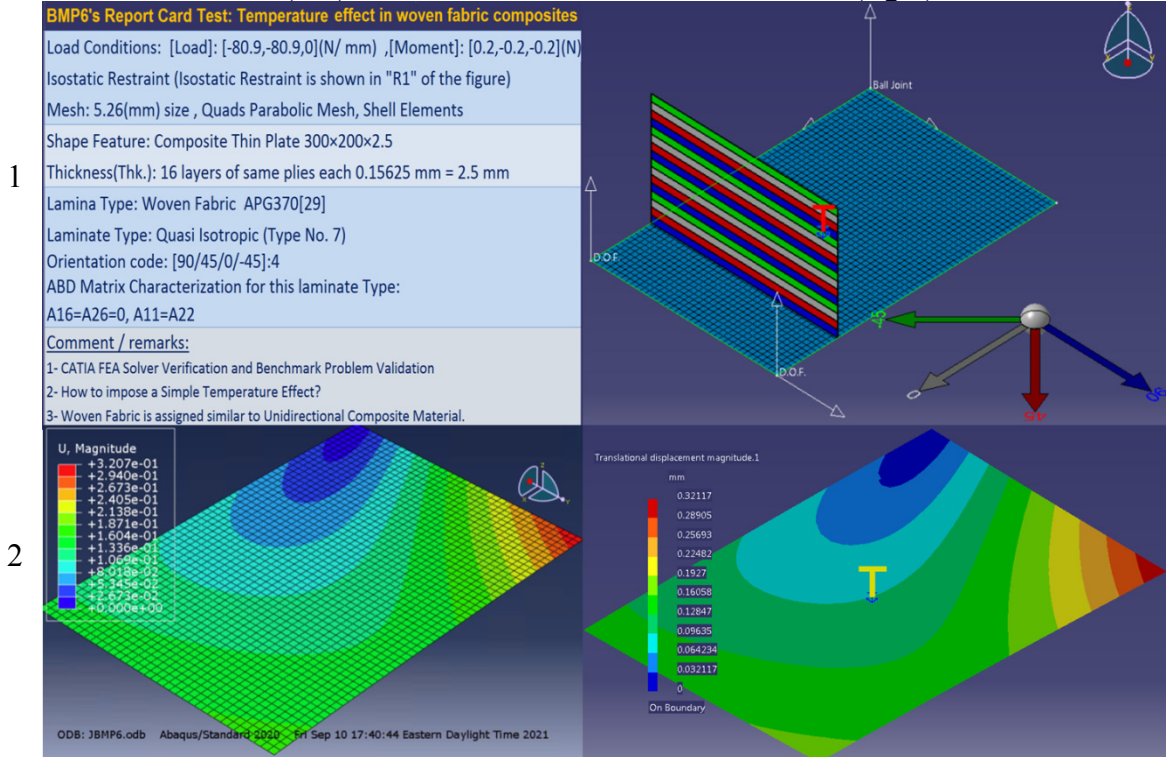 BMP6's Report Card Test: Temperature effect in woven fabric composites
Load Conditions: [Load]: [-80.9,-80.9,0](N/ mm) ,[Moment]: [0.2,-0.2,-0.2](N)
Isostatic Restraint (Isostatic Restraint is shown in "R1" of the figure)
Mesh: 5.26(mm) size , Quads Parabolic Mesh, Shell Elements
Shape Feature: Composite Thin Plate 300×200×2.5
1
Thickness(Thk.): 16 layers of same plies each 0.15625 mm = 2.5 mm
Lamina Type: Woven Fabric APG370[29]
Laminate Type: Quasi Isotropic (Type No. 7)
Orientation code: [90/45/0/-45]:4
ABD Matrix Characterization for this laminate Type:
A16=A26=0, A11=A22
Comment / remarks:
1- CATIA FEA Solver Verification and Benchmark Problem Validation
2- How to impose a Simple Temperature Effect?
3- Woven Fabric is assigned similar to Unidirectional Composite Material.
Ball Joint
D.O.F.
D.O.F.
T
-45
0
45
90
2
U, Magnitude
+3.207e-01
+2.940e-01
+2.673e-01
+2.405e-01
+2.138e-01
+1.871e-01
+1.604e-01
+1.336e-01
+1.069e-01
+8.018e-02
+5.345e-02
+2.673e-02
+0.000e+00
ODB: JBMP6.odb Abaqus/Standard 2020 Fri Sep 10 17:40:44 Eastern Daylight Time 2021
Translational displacement magnitude.1
mm
0.32117
0.28905
0.25693
0.22482
0.1927
0.16058
0.12847
0.09635
0.064234
0.032117
0
On Boundary
T